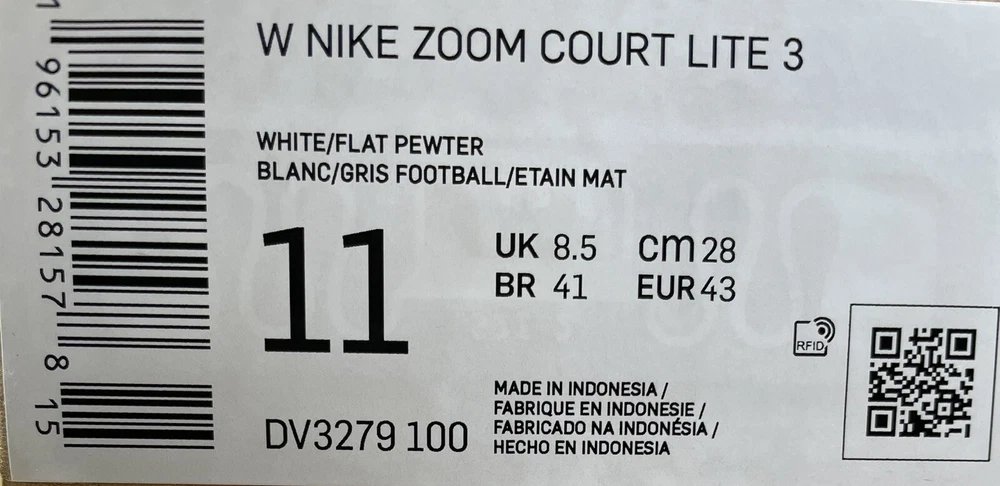 W NIKE ZOOM COURT LITE 3
WHITE/FLAT PEWTER
BLANC/GRIS FOOTBALL/ETAIN MAT
11
UK 8.5 cm 28
BR 41 EUR 43
RFID
MADE IN INDONESIA /
FABRIQUE EN INDONESIE /
FABRICADO NA INDONÉSIA /
HECHO EN INDONESIA
DV3279 100
1 96153 28157 8 15